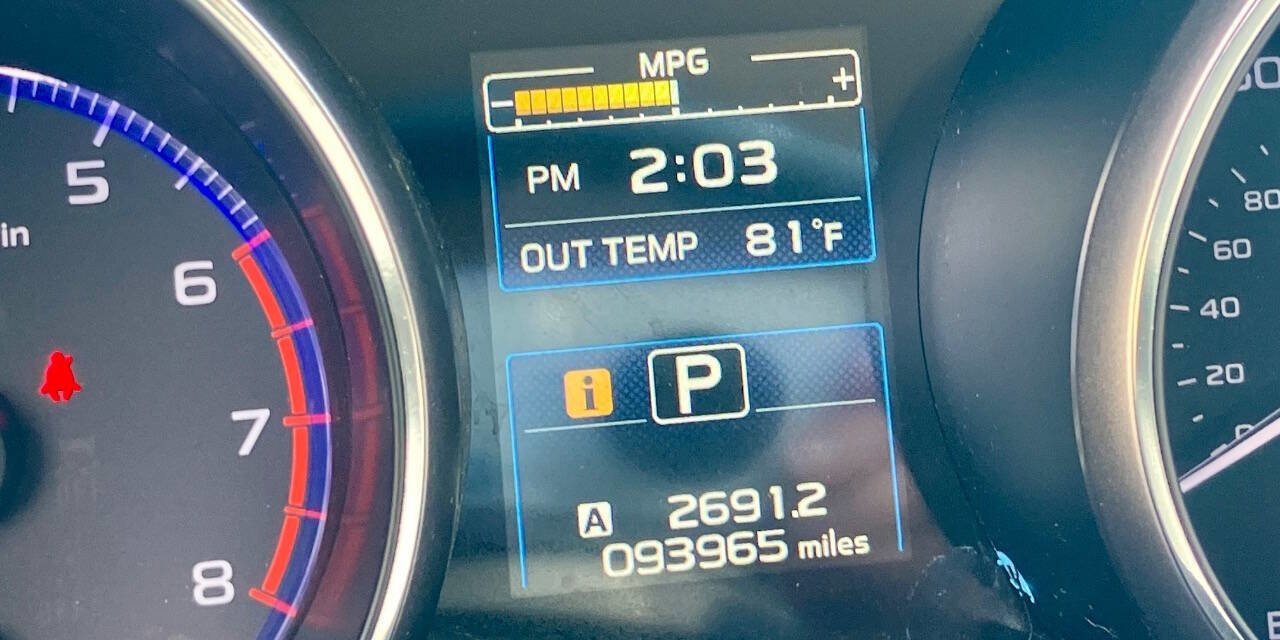 MPG
- +
PM 2:03
OUT TEMP 81°F
i P
A 2691.2
093965 miles
5
in
6
7
8
80
60
40
20
0